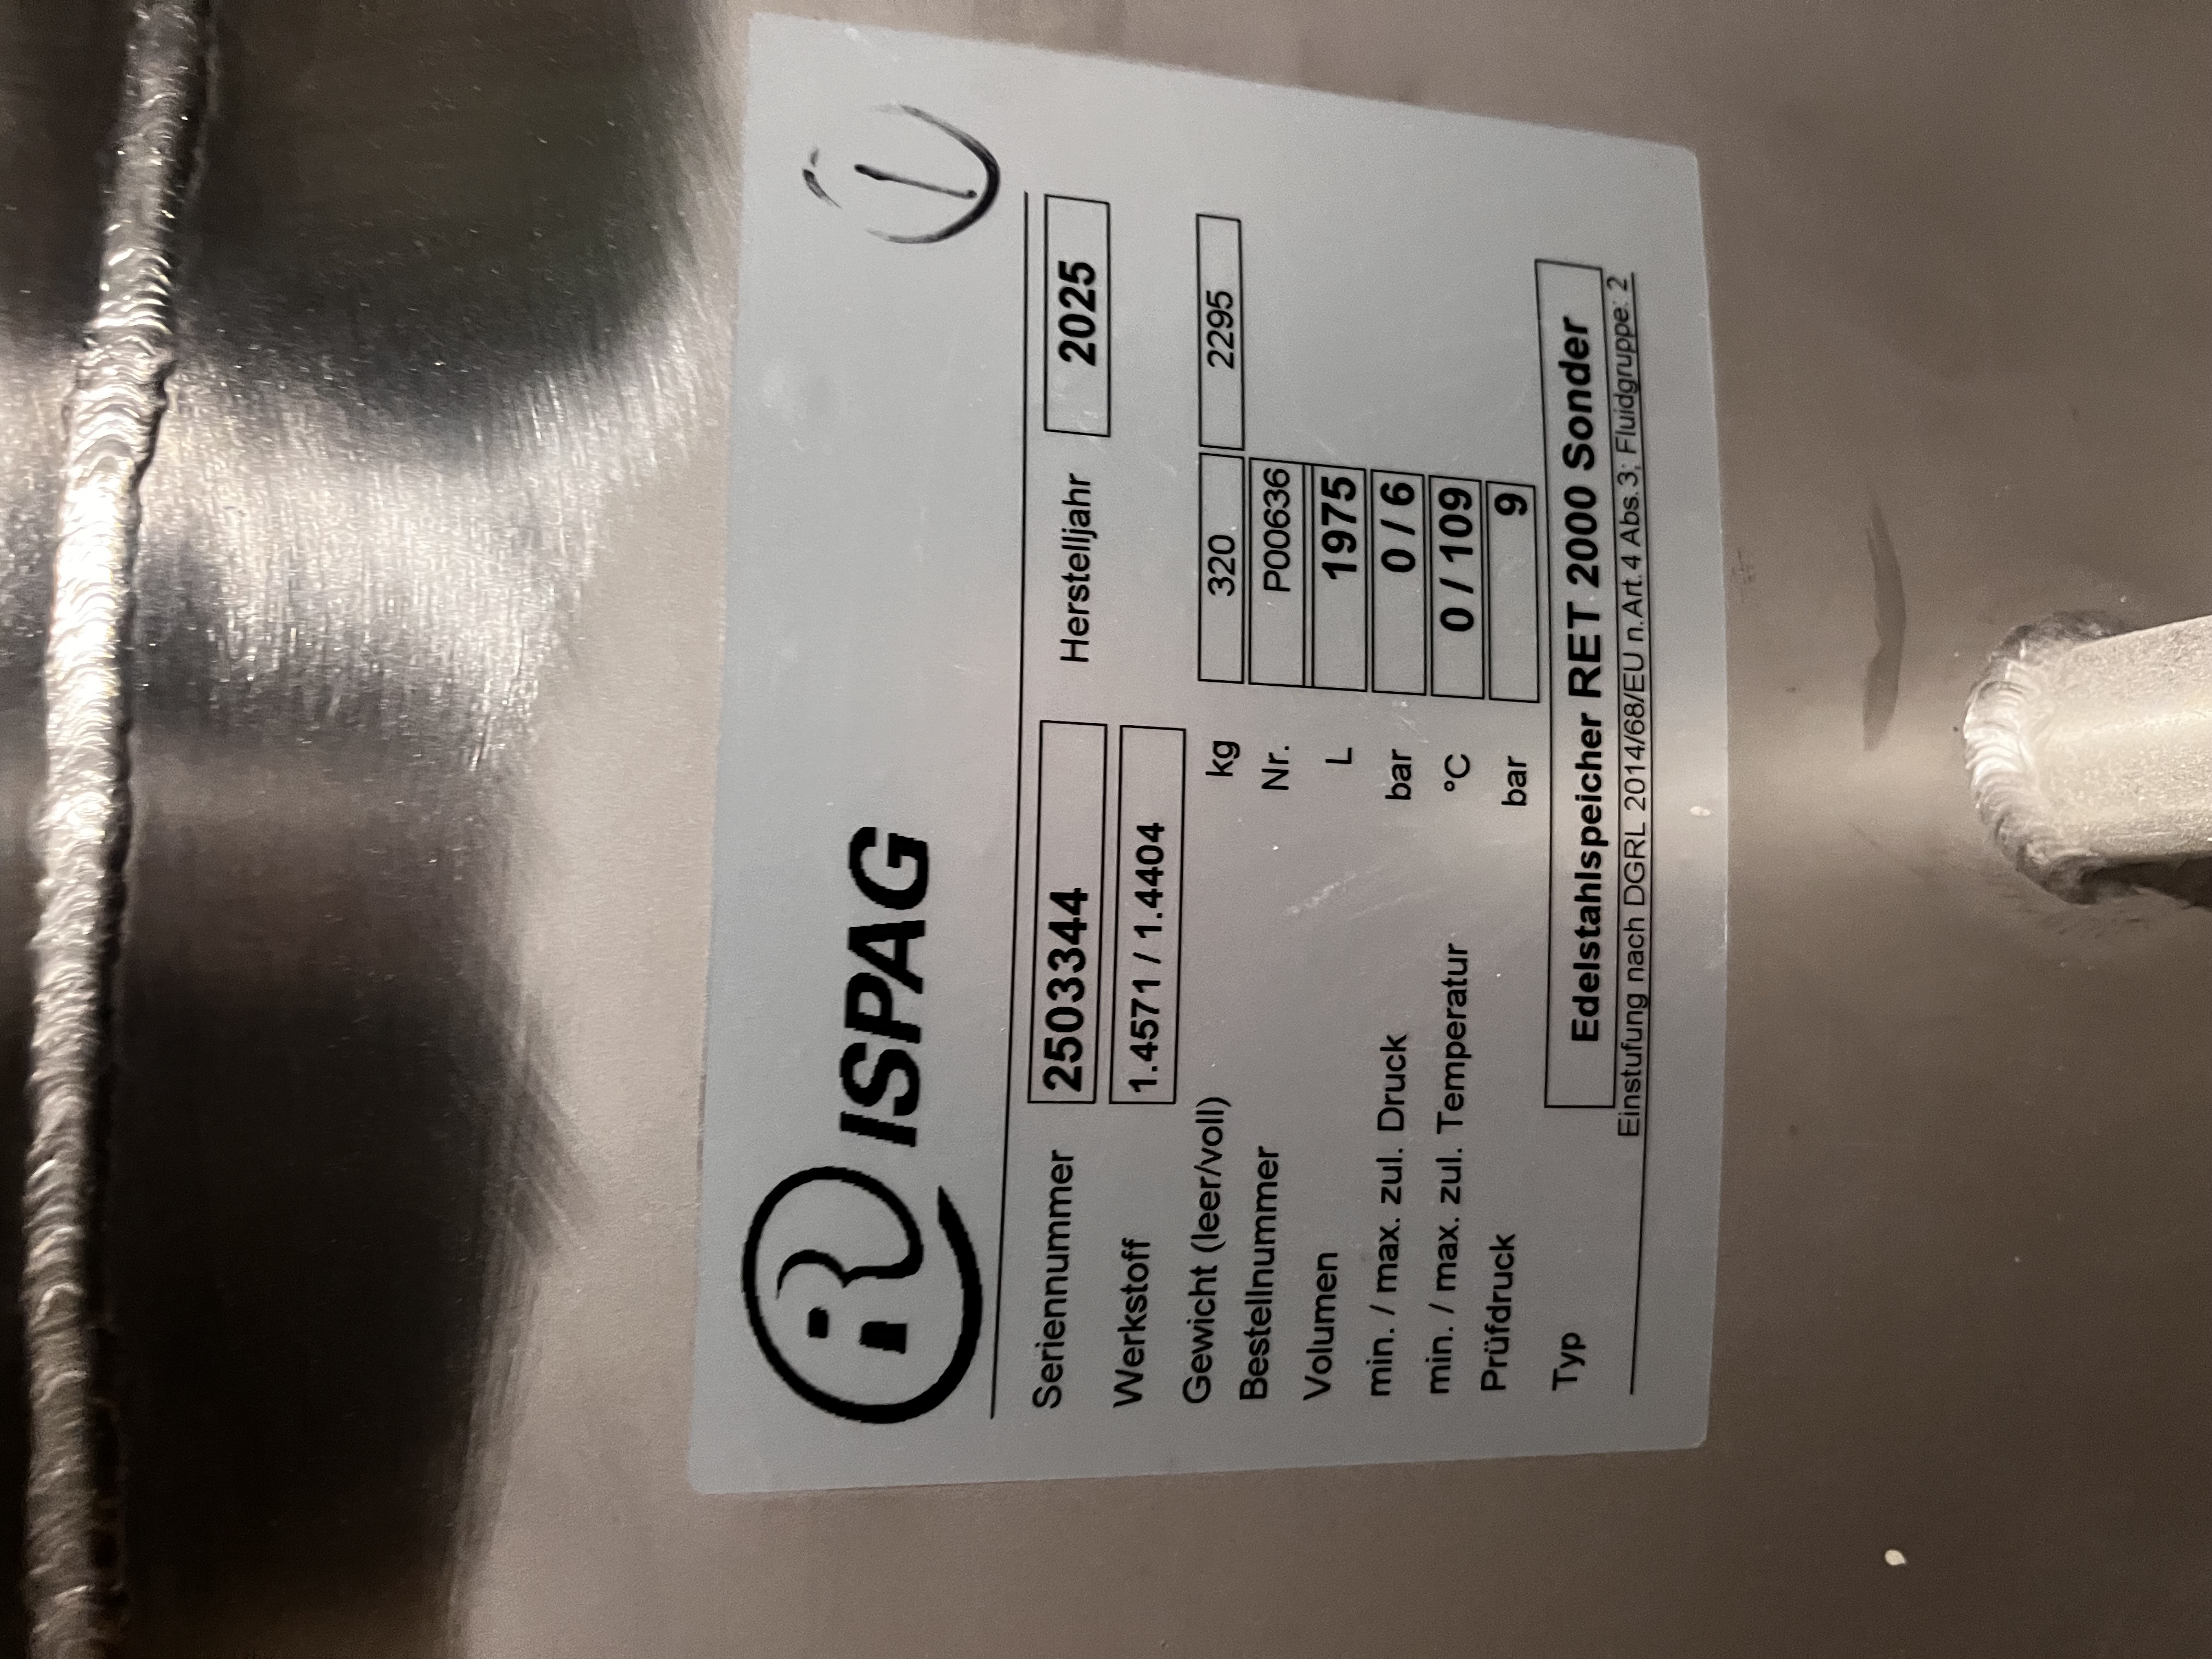 R ISPAG
1
Seriennummer 2503344 Herstelljahr 2025
Werkstoff 1.4571 / 1.4404
Gewicht (leer/voll) kg 320 2295
Bestellnummer Nr. P00636
Volumen L 1975
min. / max. zul. Druck bar 0 / 6
min. / max. zul. Temperatur °C 0 / 109
Prüfdruck bar 9
Typ Edelstahlspeicher RET 2000 Sonder
Einstufung nach DGRL 2014/68/EU n.Art. 4 Abs. 3; Fluidgruppe: 2